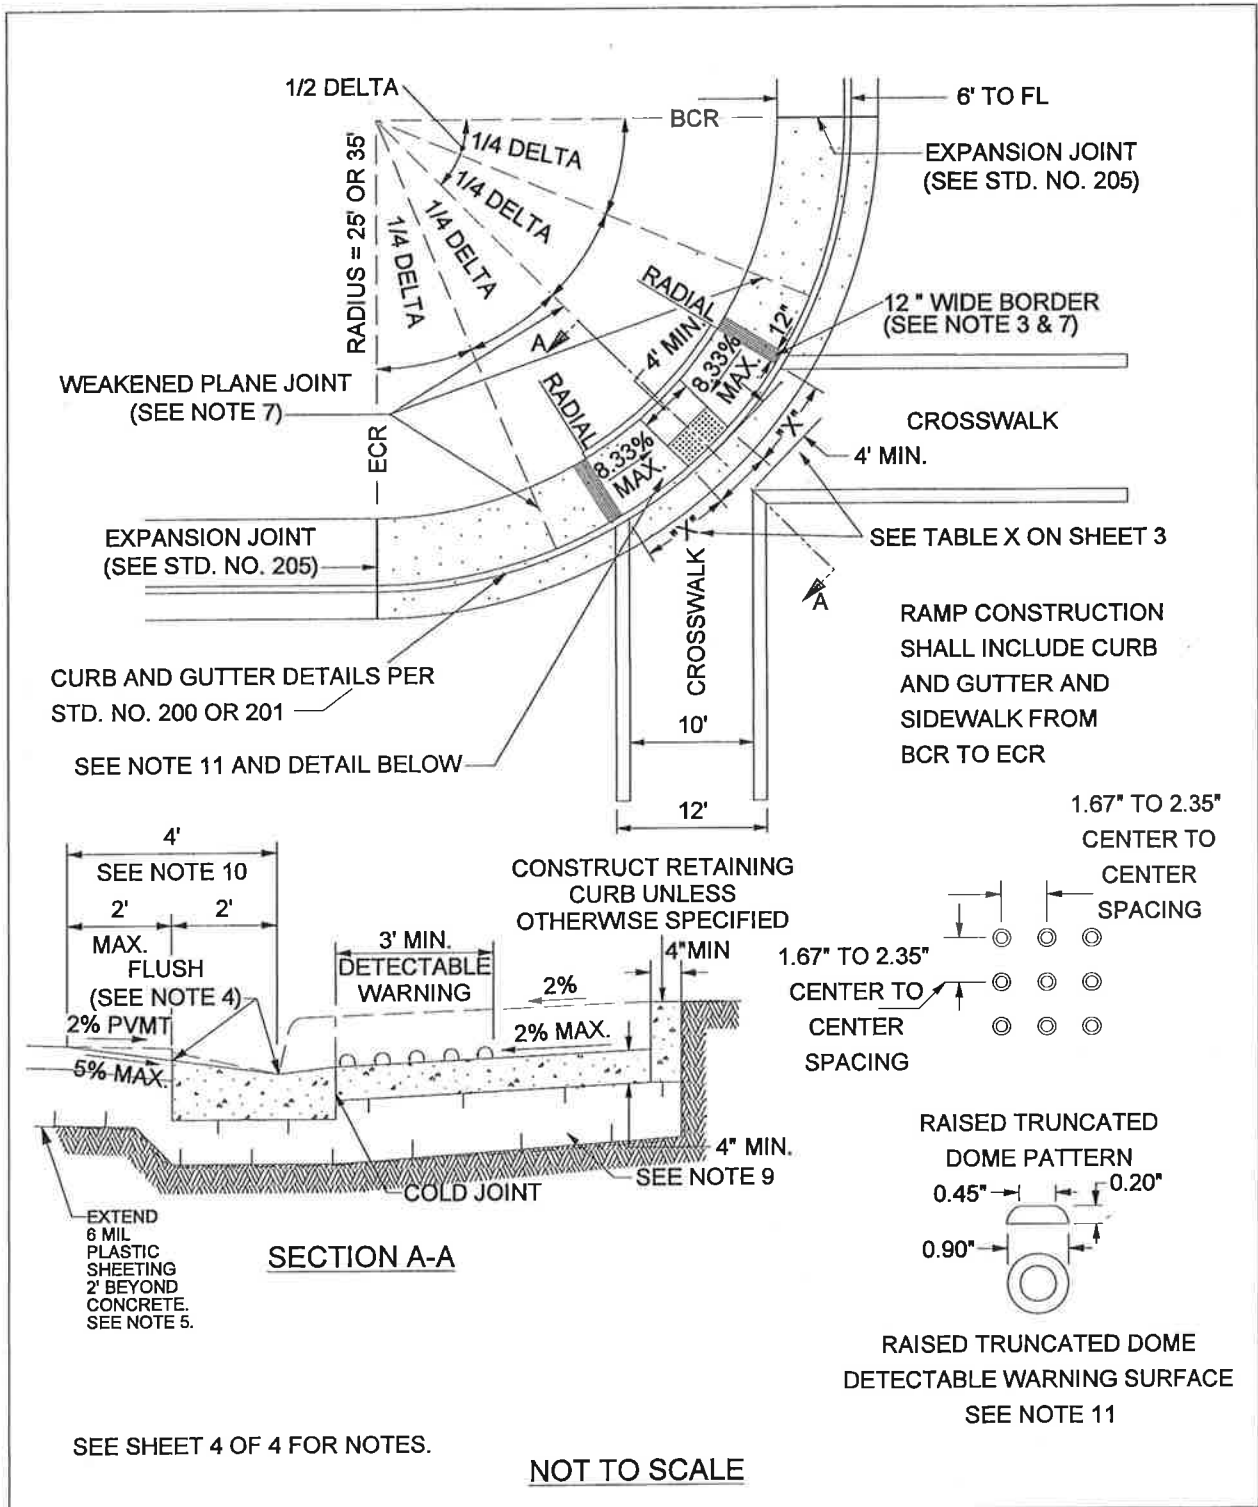 1/2 DELTA
6' TO FL
BCR
EXPANSION JOINT
(SEE STD. NO. 205)
1/4 DELTA
1/4 DELTA
1/4 DELTA
1/4 DELTA
RADIUS = 25' OR 35'
RADIAL
12"
12 " WIDE BORDER
(SEE NOTE 3 & 7)
A
4' MIN.
8.33%
MAX.
WEAKENED PLANE JOINT
(SEE NOTE 7)
RADIAL
"X"
CROSSWALK
4' MIN.
ECR
8.33%
MAX.
EXPANSION JOINT
(SEE STD. NO. 205)
"X"
SEE TABLE X ON SHEET 3
CROSSWALK
A
RAMP CONSTRUCTION
SHALL INCLUDE CURB
AND GUTTER AND
SIDEWALK FROM
BCR TO ECR
CURB AND GUTTER DETAILS PER
STD. NO. 200 OR 201
10'
SEE NOTE 11 AND DETAIL BELOW
12'
4'
SEE NOTE 10
2'
MAX.
2'
FLUSH
(SEE NOTE 4)
2% PVMT
5% MAX.
3' MIN.
DETECTABLE
WARNING
CONSTRUCT RETAINING
CURB UNLESS
OTHERWISE SPECIFIED
4"MIN
2%
2% MAX.
4" MIN.
SEE NOTE 9
COLD JOINT
EXTEND
6 MIL
PLASTIC
SHEETING
2' BEYOND
CONCRETE.
SEE NOTE 5.
SECTION A-A
1.67" TO 2.35"
CENTER TO
CENTER
SPACING
1.67" TO 2.35"
CENTER TO
CENTER
SPACING
RAISED TRUNCATED
DOME PATTERN
0.45"
0.20"
0.90"
RAISED TRUNCATED DOME
DETECTABLE WARNING SURFACE
SEE NOTE 11
SEE SHEET 4 OF 4 FOR NOTES.
NOT TO SCALE